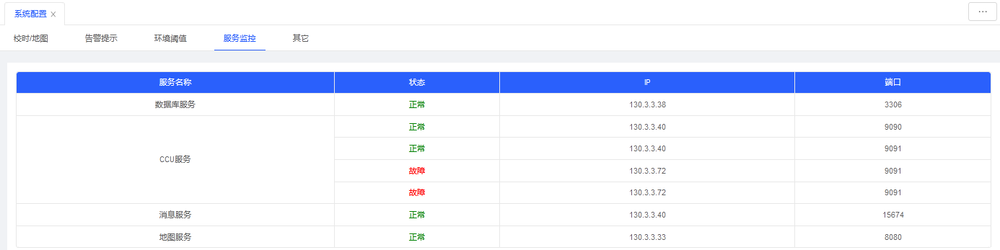 系统配置
校时/地图 告警提示 环境阈值 服务监控 其它
服务名称 状态 IP 端口
数据库服务 正常 130.3.3.38 3306
正常 130.3.3.40 9090
正常 130.3.3.40 9091
CCU服务
故障 130.3.3.72 9091
故障 130.3.3.72 9091
消息服务 正常 130.3.3.40 15674
地图服务 正常 130.3.3.33 8080